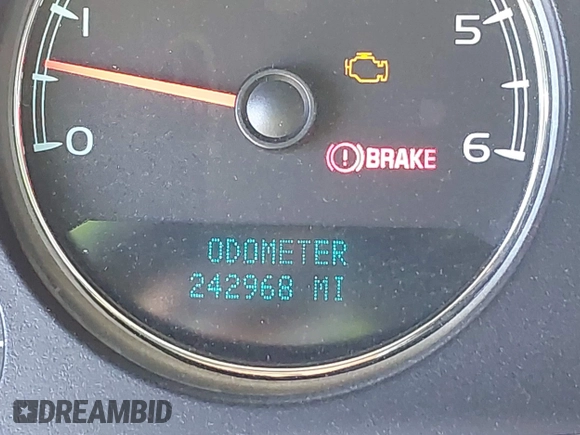 1
5
0
6
(!) BRAKE
ODOMETER
242968 MI
DREAMBID